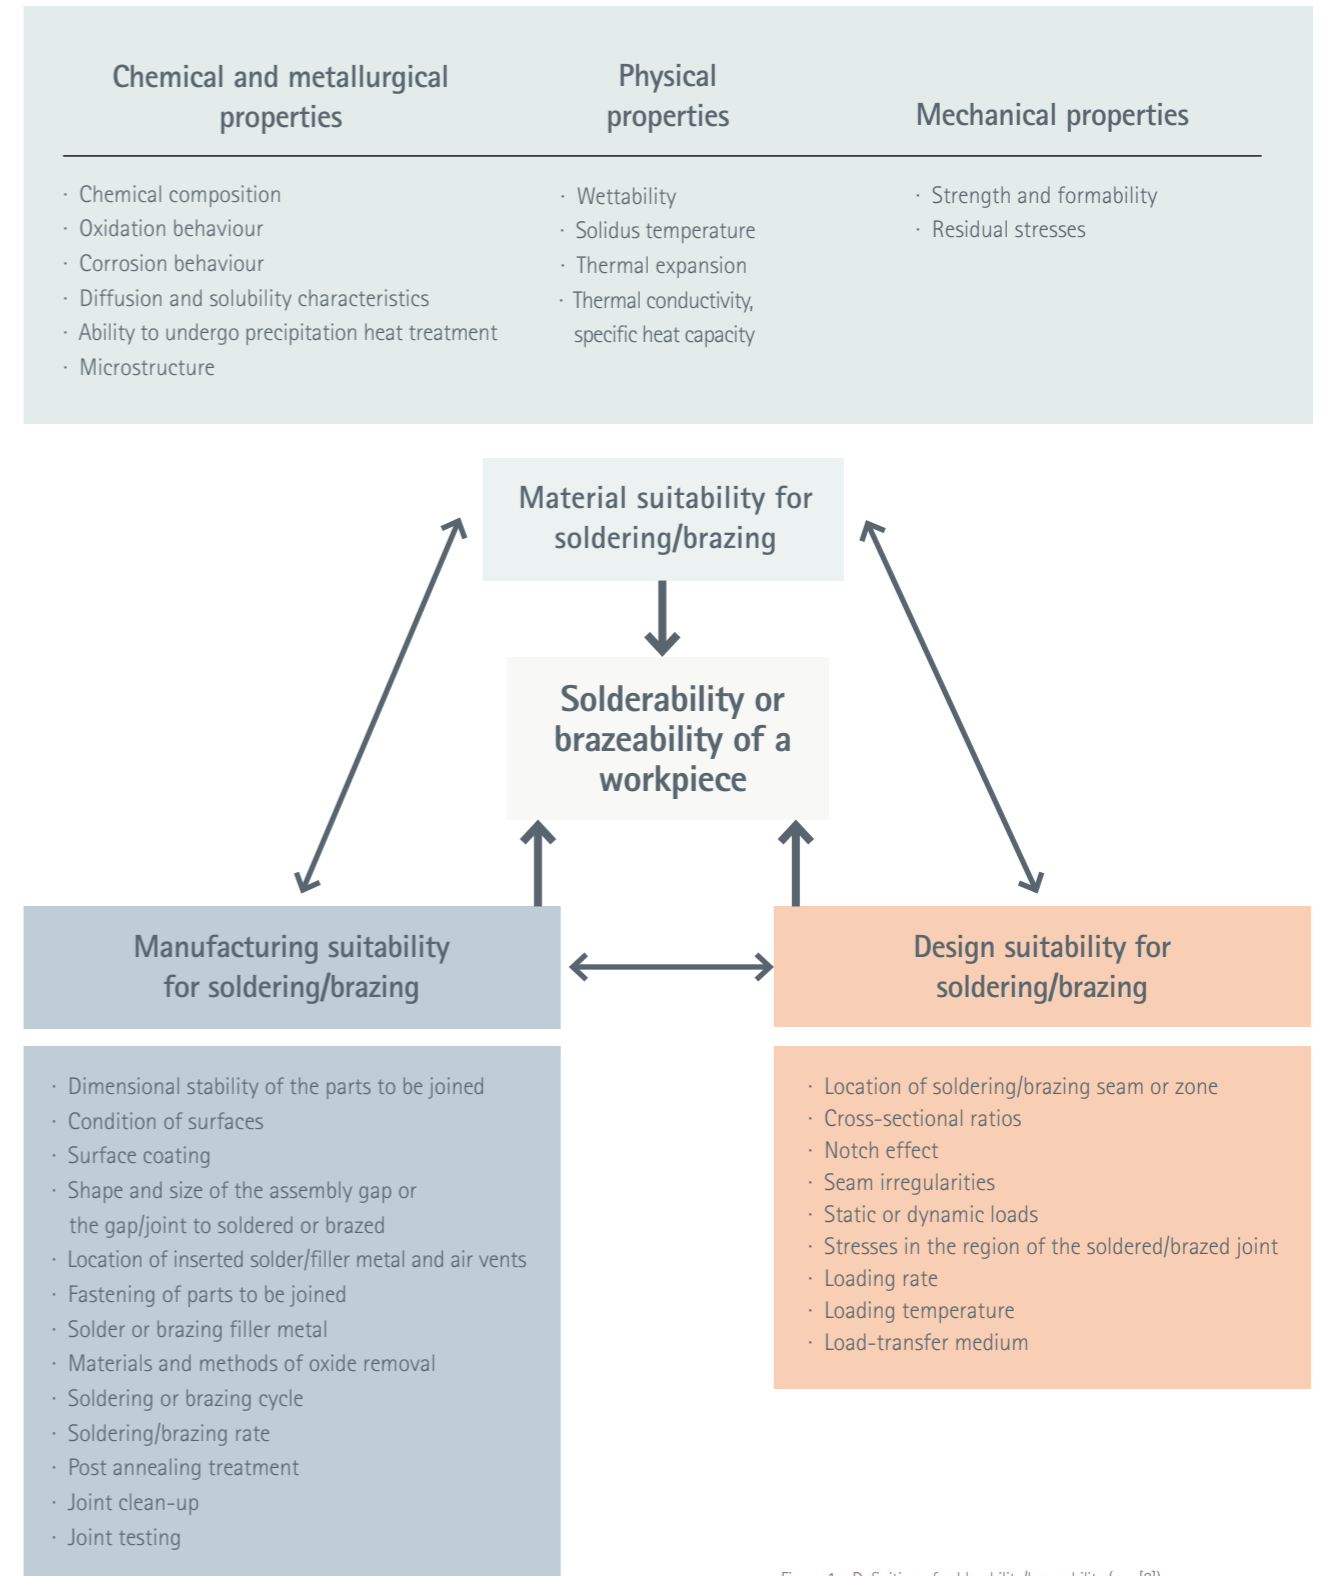 Chemical and metallurgical
properties
Physical
properties
Mechanical properties
· Chemical composition
· Oxidation behaviour
· Corrosion behaviour
· Diffusion and solubility characteristics
· Ability to undergo precipitation heat treatment
· Microstructure
· Wettability
· Solidus temperature
· Thermal expansion
· Thermal conductivity,
specific heat capacity
· Strength and formability
· Residual stresses
Material suitability for
soldering/brazing
Solderability or
brazeability of a
workpiece
Manufacturing suitability
for soldering/brazing
Design suitability for
soldering/brazing
· Dimensional stability of the parts to be joined
· Condition of surfaces
· Surface coating
· Shape and size of the assembly gap or
the gap/joint to soldered or brazed
· Location of inserted solder/filler metal and air vents
· Fastening of parts to be joined
· Solder or brazing filler metal
· Materials and methods of oxide removal
· Soldering or brazing cycle
· Soldering/brazing rate
· Post annealing treatment
· Joint clean-up
· Joint testing
· Location of soldering/brazing seam or zone
· Cross-sectional ratios
· Notch effect
· Seam irregularities
· Static or dynamic loads
· Stresses in the region of the soldered/brazed joint
· Loading rate
· Loading temperature
· Load-transfer medium